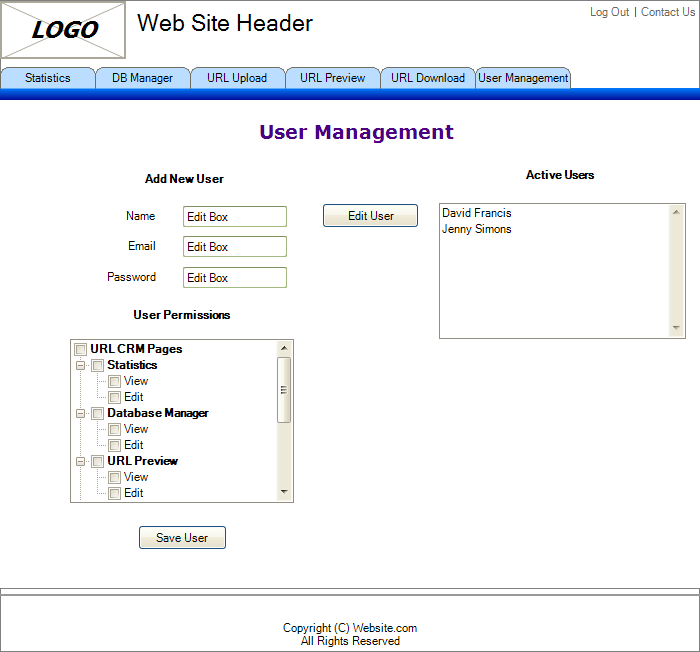 LOGO
Web Site Header
Log Out | Contact Us
Statistics
DB Manager
URL Upload
URL Preview
URL Download
User Management
User Management
Add New User
Name
Edit Box
Email
Edit Box
Password
Edit Box
Edit User
Active Users
David Francis
Jenny Simons
User Permissions
URL CRM Pages
Statistics
View
Edit
Database Manager
View
Edit
URL Preview
View
Edit
Save User
Copyright (C) Website.com
All Rights Reserved